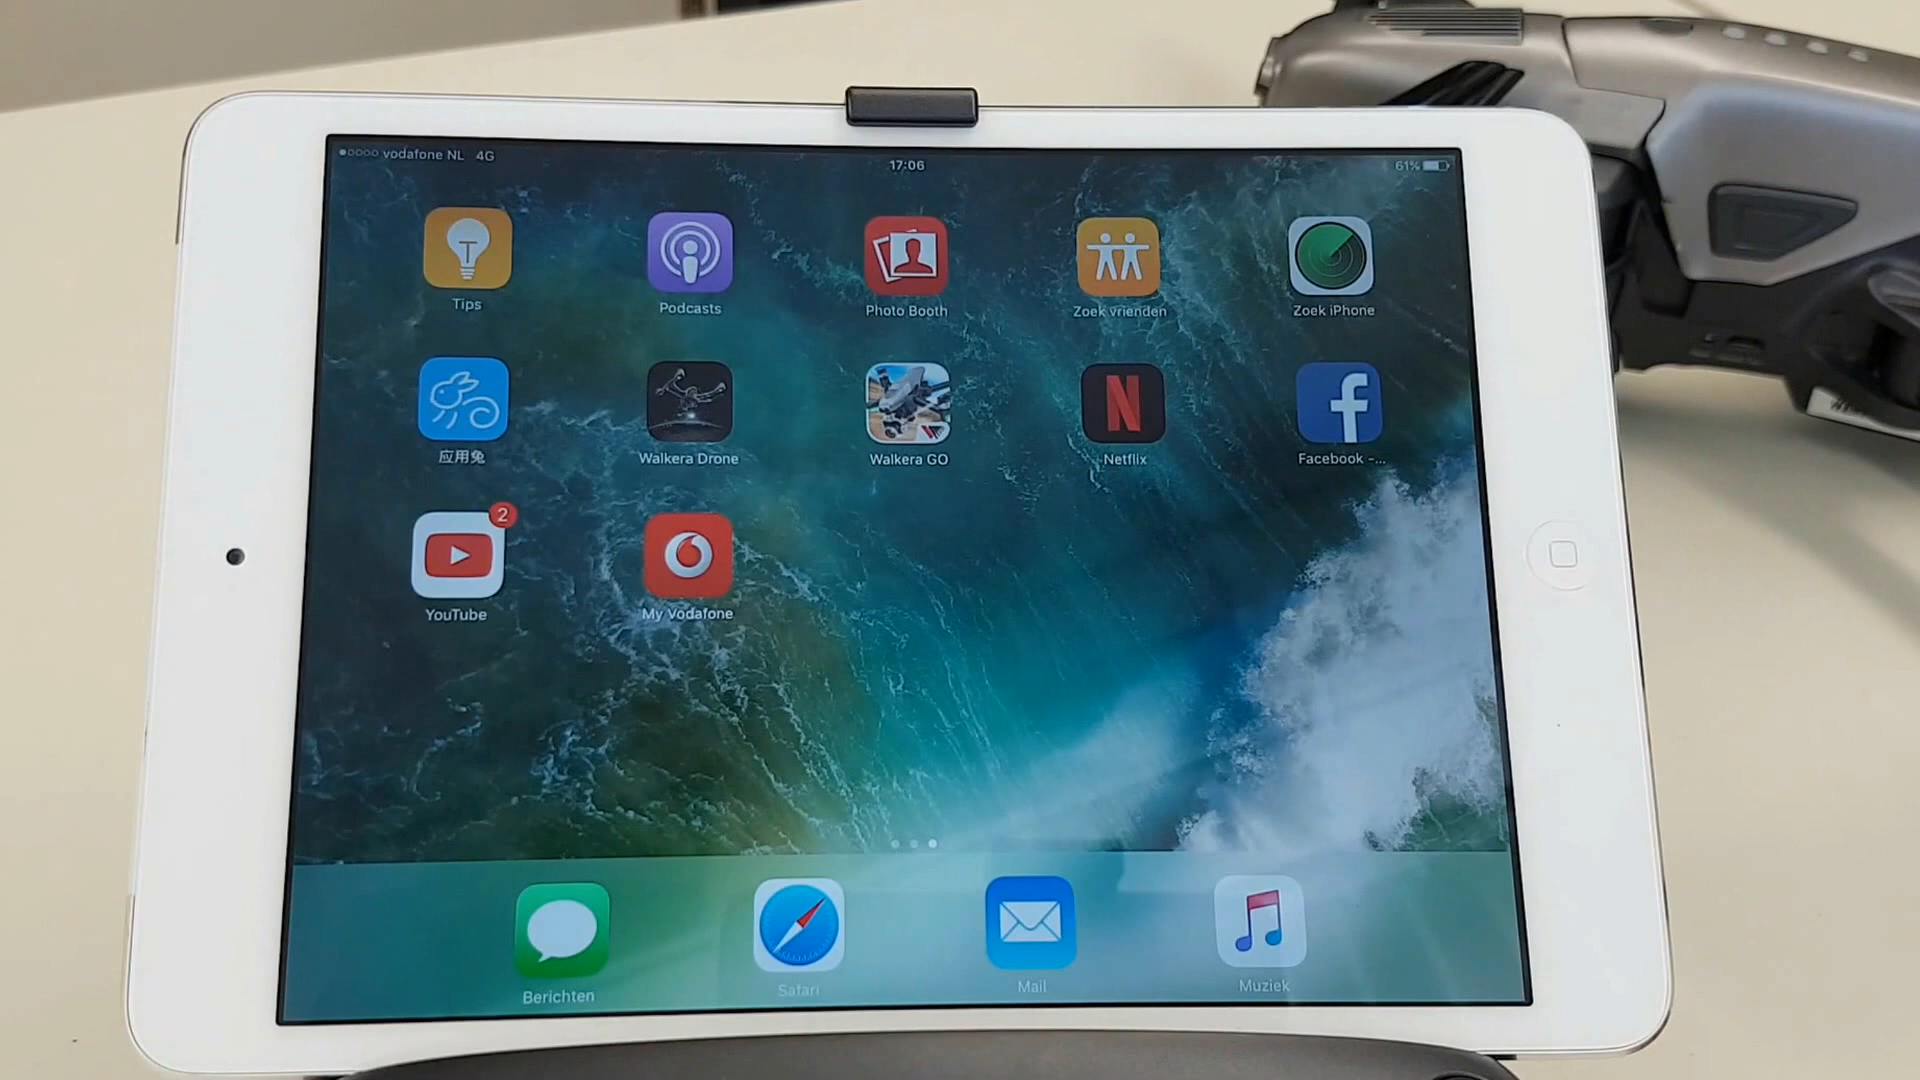 vodafone NL 4G 17:06 61%
Tips Podcasts Photo Booth Zoek vrienden Zoek iPhone
应用兔 Walkera Drone Walkera GO Netflix Facebook -...
2
YouTube My Vodafone
Berichten Safari Mail Muziek